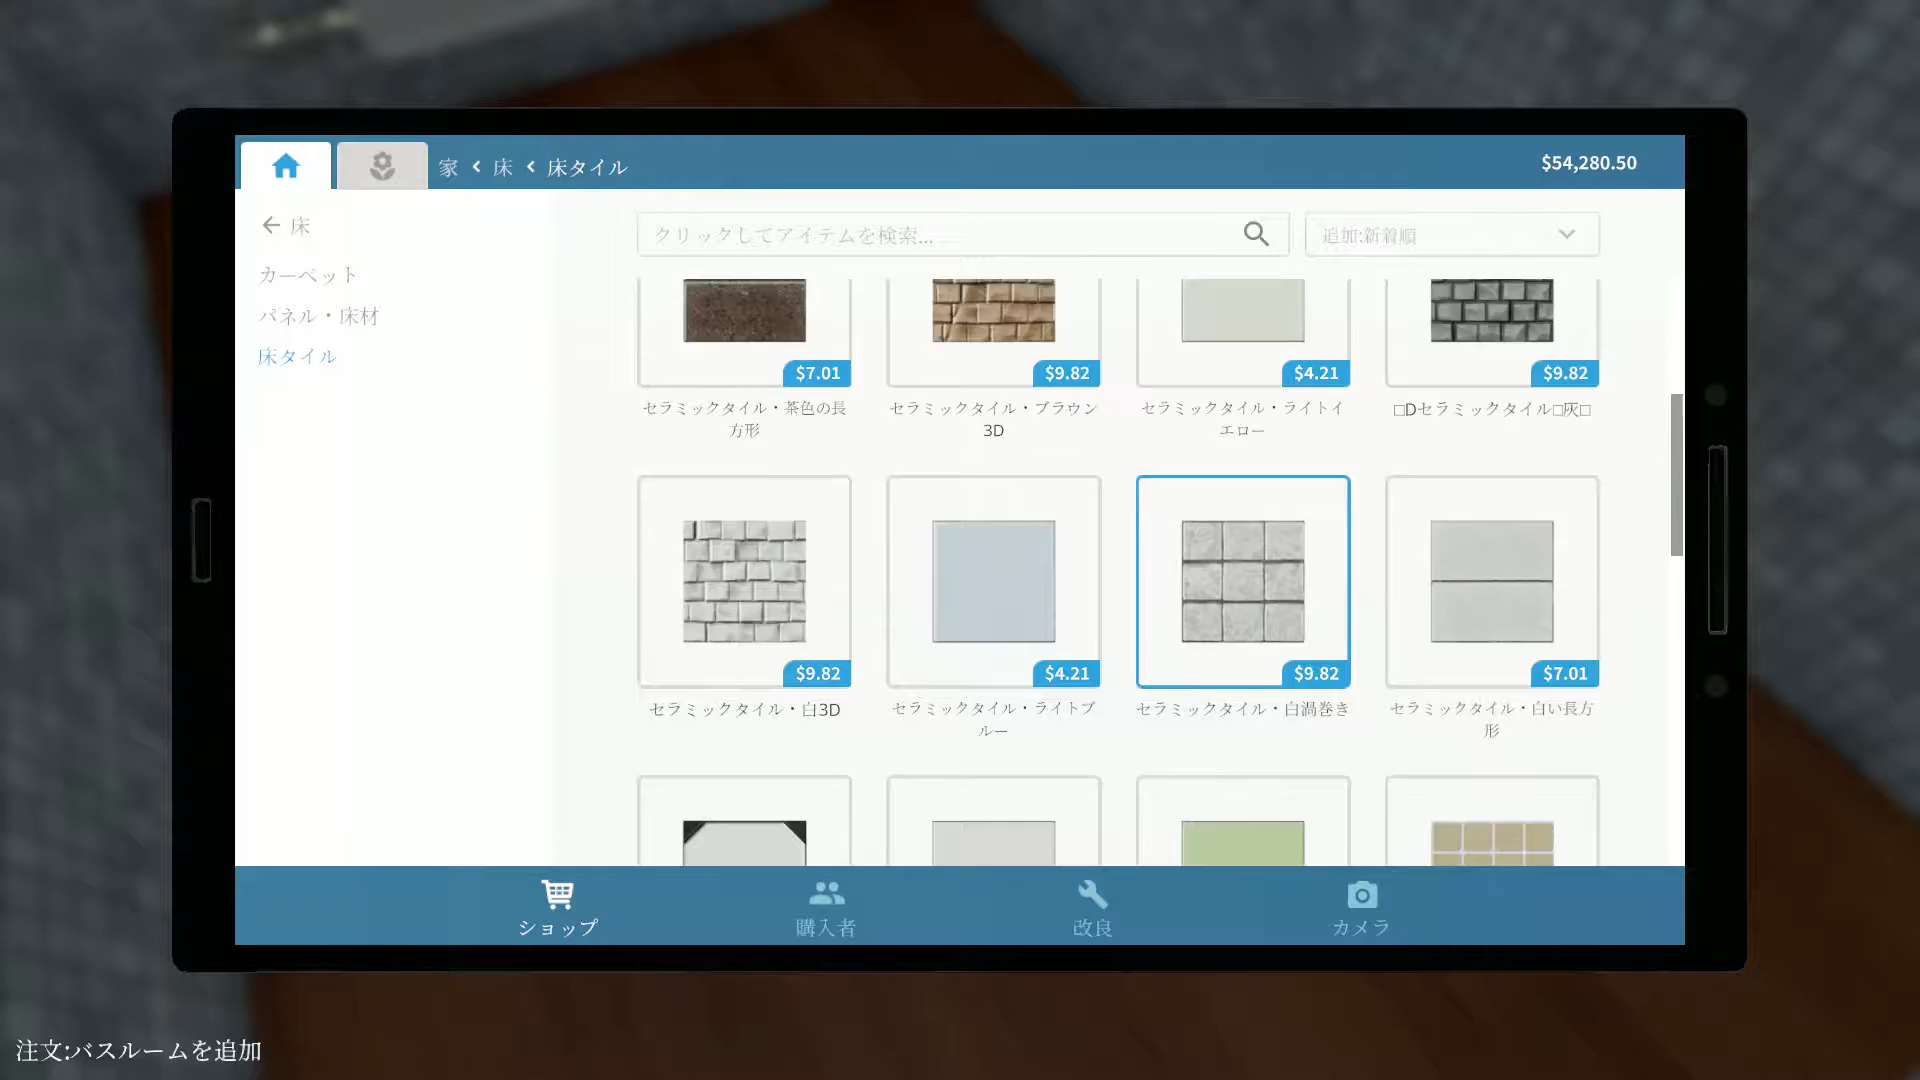 家 < 床 < 床タイル
$54,280.50
← 床
カーペット
パネル・床材
床タイル
クリックしてアイテムを検索...
追加:新着順
$7.01
$9.82
$4.21
$9.82
セラミックタイル・茶色の長
方形
セラミックタイル・ブラウン
3D
セラミックタイル・ライトイ
エロー
□Dセラミックタイル□灰□
$9.82
$4.21
$9.82
$7.01
セラミックタイル・白3D
セラミックタイル・ライトブ
ルー
セラミックタイル・白渦巻き
セラミックタイル・白い長方
形
ショップ
購入者
改良
カメラ
注文:バスルームを追加